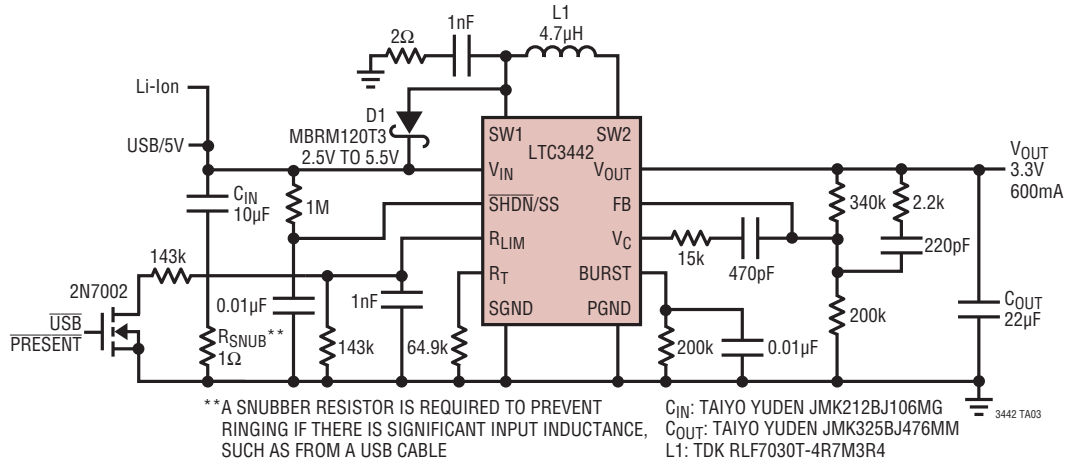 L1
4.7µH
1nF
2Ω
Li-Ion
D1
MBRM120T3
2.5V TO 5.5V
USB/5V
SW1
SW2
LTC3442
VIN
VOUT
SHDN/SS
FB
RLIM
VC
RT
BURST
SGND
PGND
VOUT
3.3V
600mA
CIN
10µF
1M
340k
2.2k
15k
470pF
220pF
143k
2N7002
USB
PRESENT
0.01µF
1nF
RSNUB**
1Ω
143k
64.9k
200k
0.01µF
200k
COUT
22µF
**A SNUBBER RESISTOR IS REQUIRED TO PREVENT
RINGING IF THERE IS SIGNIFICANT INPUT INDUCTANCE,
SUCH AS FROM A USB CABLE
CIN: TAIYO YUDEN JMK212BJ106MG
COUT: TAIYO YUDEN JMK325BJ476MM
L1: TDK RLF7030T-4R7M3R4
3442 TA03